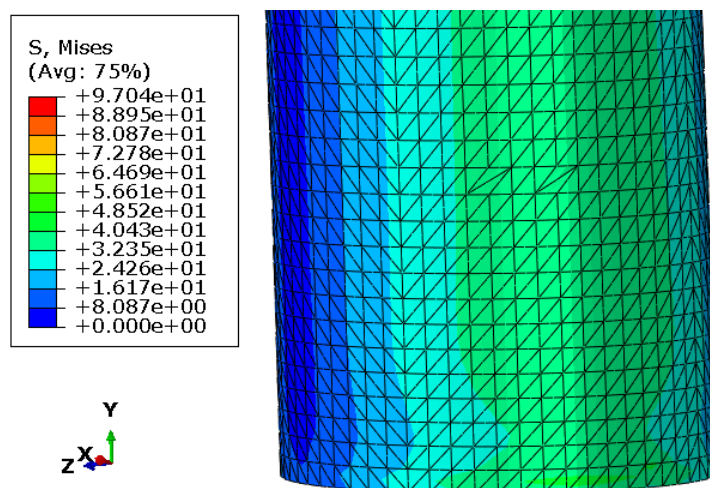 S, Mises
(Avg: 75%)
+9.704e+01
+8.895e+01
+8.087e+01
+7.278e+01
+6.469e+01
+5.661e+01
+4.852e+01
+4.043e+01
+3.235e+01
+2.426e+01
+1.617e+01
+8.087e+00
+0.000e+00
Y
X
Z